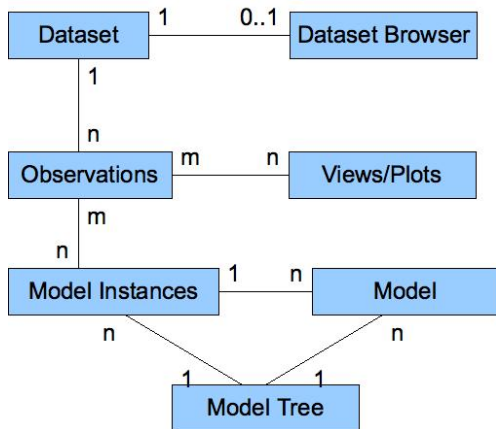 1 0..1
Dataset Dataset Browser
1
n
m n
Observations Views/Plots
m
n
1 n
Model Instances Model
n n
1 1
Model Tree